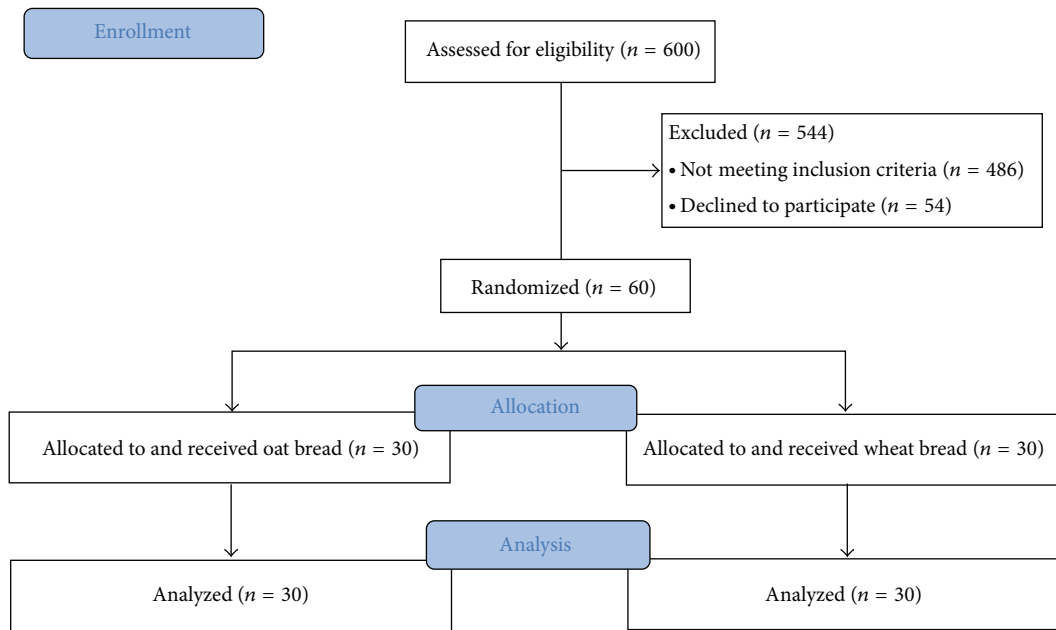 Enrollment
Assessed for eligibility (n = 600)
Excluded (n = 544)
• Not meeting inclusion criteria (n = 486)
• Declined to participate (n = 54)
Randomized (n = 60)
Allocation
Allocated to and received oat bread (n = 30)
Allocated to and received wheat bread (n = 30)
Analysis
Analyzed (n = 30)
Analyzed (n = 30)